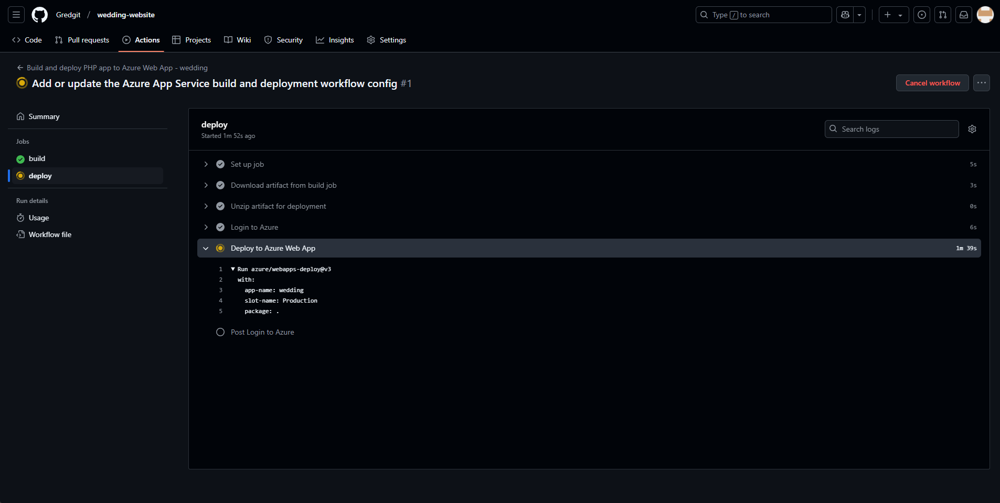 Gredgit / wedding-website
Type / to search
Code Pull requests Actions Projects Wiki Security Insights Settings
Build and deploy PHP app to Azure Web App - wedding
Add or update the Azure App Service build and deployment workflow config #1
Cancel workflow
Summary
Jobs
build
deploy
Run details
Usage
Workflow file
deploy
Started 1m 52s ago
Search logs
Set up job 5s
Download artifact from build job 3s
Unzip artifact for deployment 0s
Login to Azure 6s
Deploy to Azure Web App 1m 39s
1 ▼ Run azure/webapps-deploy@v3
2 with:
3 app-name: wedding
4 slot-name: Production
5 package: .
Post Login to Azure